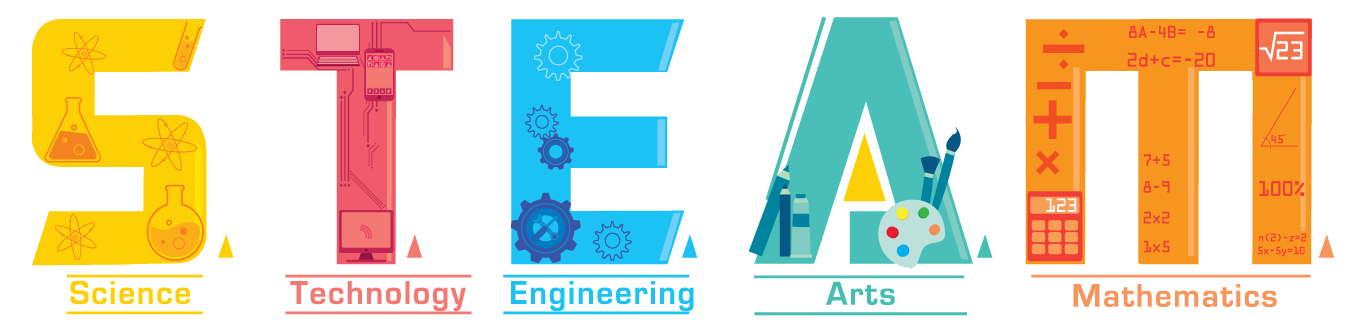 S T E A M
8A-4B= -8
2d+c=-20
√23
÷
−
+
×
45°
7+5
8-9
2x2
1x5
100%
123
n(2)-z=2
5x-5y=10
Science
Technology
Engineering
Arts
Mathematics